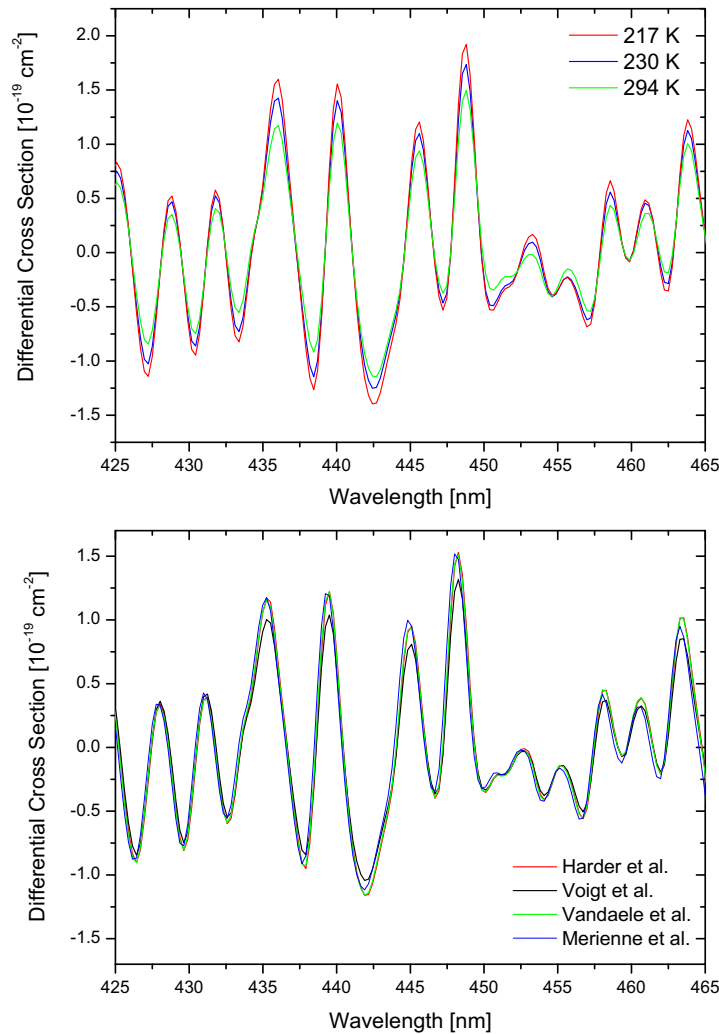 Differential Cross Section [10⁻¹⁹ cm⁻²]
2.0
1.5
1.0
0.5
0.0
-0.5
-1.0
-1.5
217 K
230 K
294 K
425 430 435 440 445 450 455 460 465
Wavelength [nm]
Differential Cross Section [10⁻¹⁹ cm⁻²]
1.5
1.0
0.5
0.0
-0.5
-1.0
-1.5
Harder et al.
Voigt et al.
Vandaele et al.
Merienne et al.
425 430 435 440 445 450 455 460 465
Wavelength [nm]